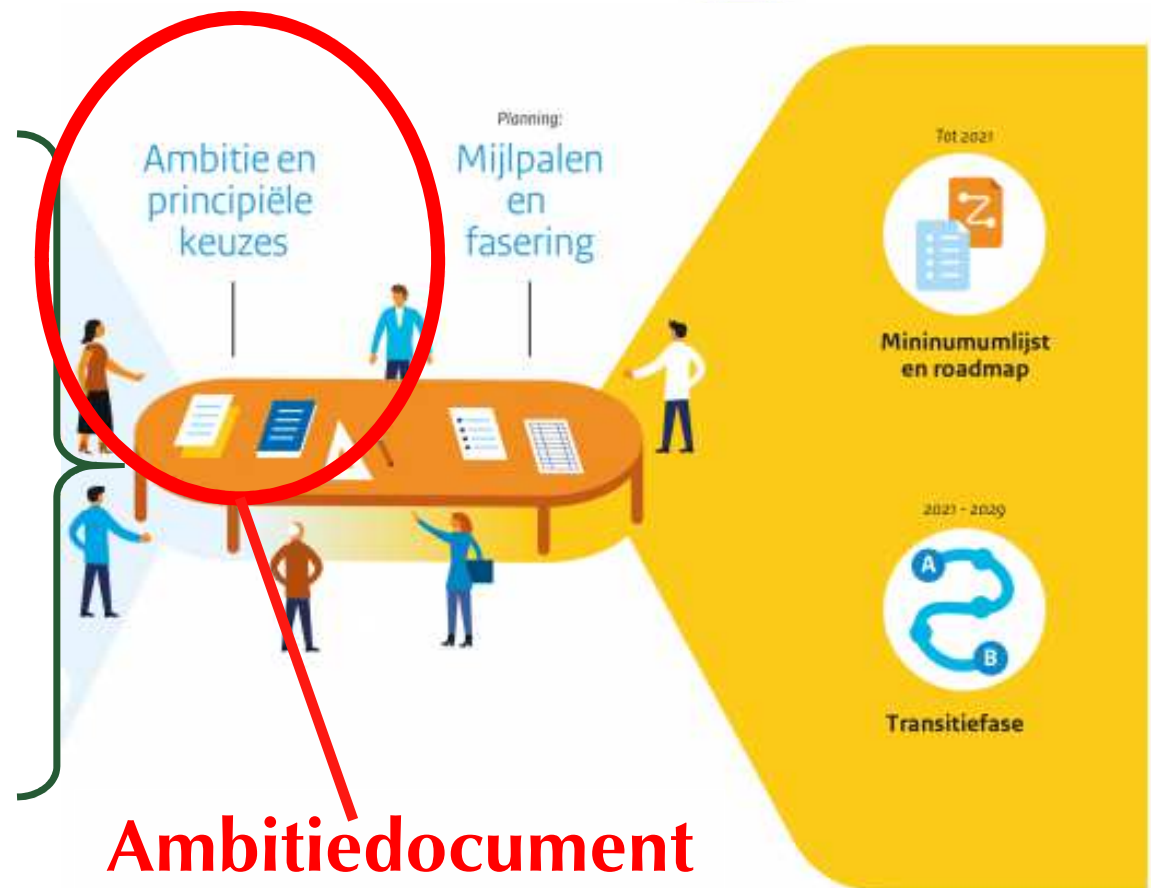 Ambitie en
principiële
keuzes
Planning:
Mijlpalen
en
fasering
Tot 2021
Mininumumlijst
en roadmap
2021 - 2029
A
B
Transitiefase
Ambitiedocument